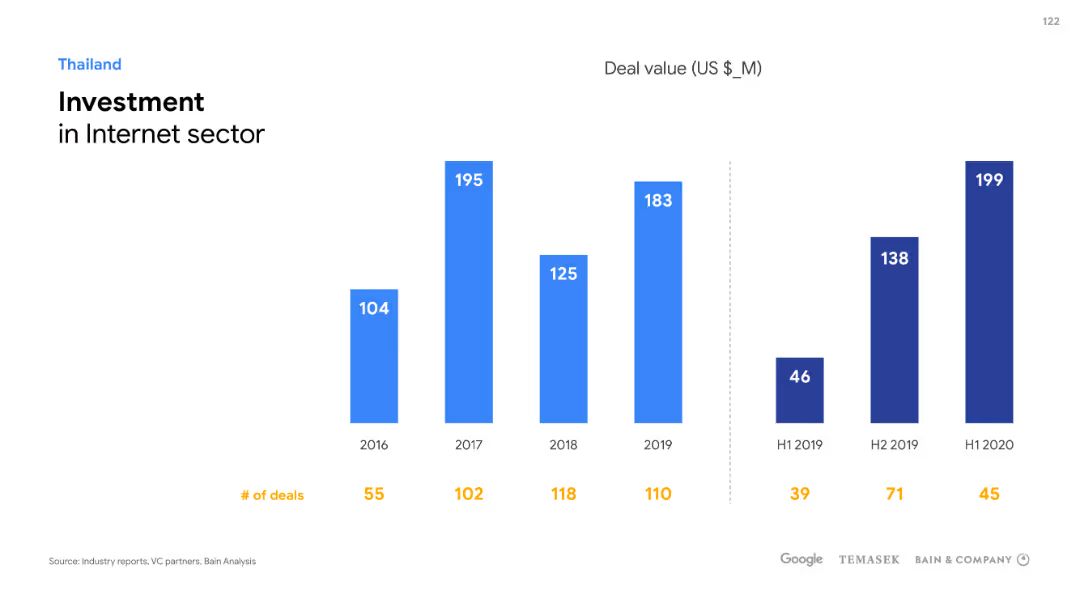 122
Thailand
Investment
in Internet sector
Deal value (US $_M)
104 195 125 183 46 138 199
2016 2017 2018 2019 H1 2019 H2 2019 H1 2020
# of deals 55 102 118 110 39 71 45
Source: Industry reports, VC partners, Bain Analysis
Google TEMASEK BAIN & COMPANY